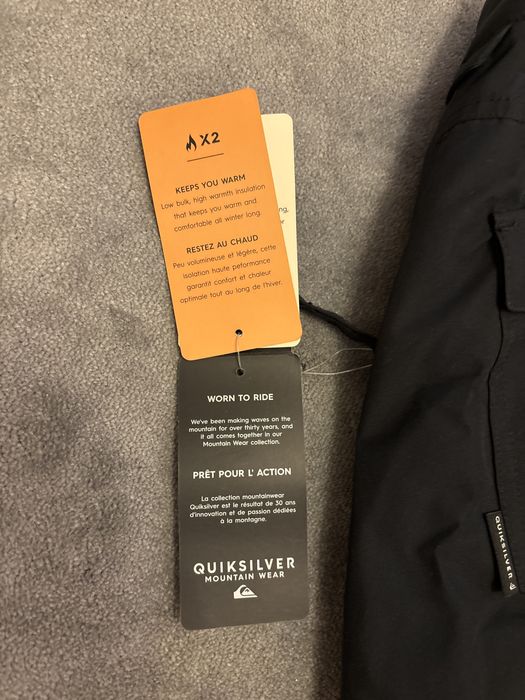 X2
KEEPS YOU WARM
Low bulk, high warmth insulation
that keeps you warm and
comfortable all winter long.
RESTEZ AU CHAUD
Peu volumineuse et légère, cette
isolation haute peformance
garantit confort et chaleur
optimale tout au long de l'hiver.
WORN TO RIDE
We've been making waves on the
mountain for over thirty years, and
it all comes together in our
Mountain Wear collection.
PRÊT POUR L' ACTION
La collection mountainwear
Quiksilver est le résultat de 30 ans
d'innovation et de passion dédiées
à la montagne.
QUIKSILVER
MOUNTAIN WEAR
QUIKSILVER